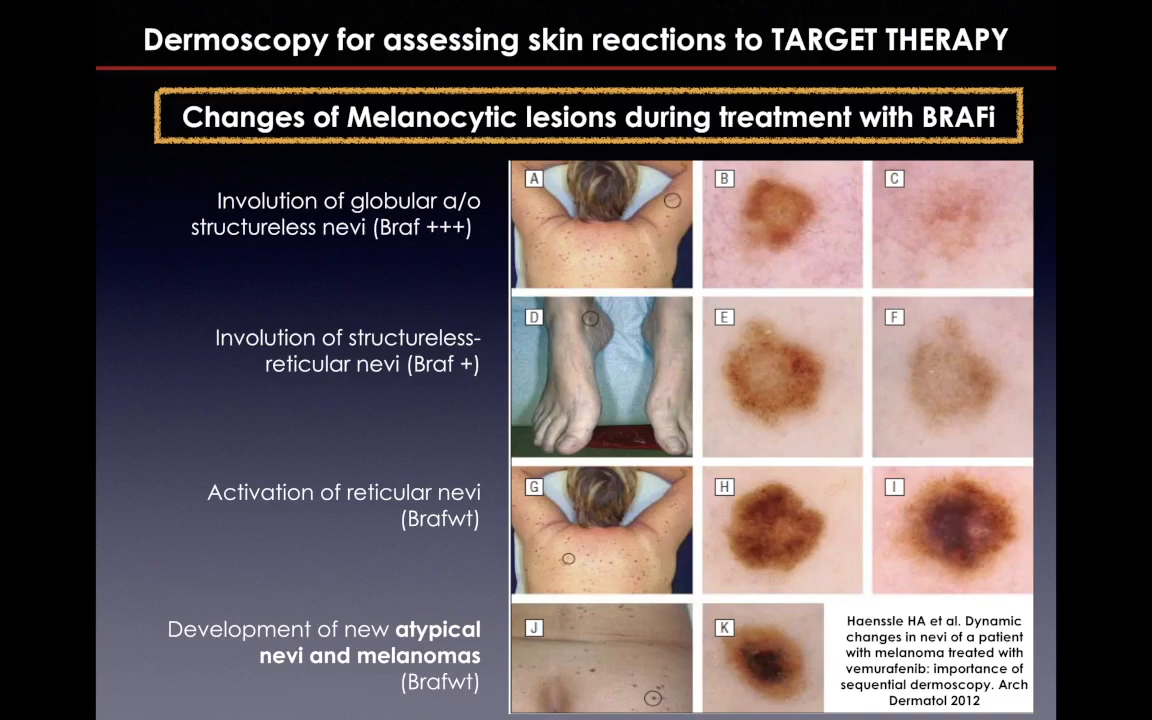 Dermoscopy for assessing skin reactions to TARGET THERAPY
Changes of Melanocytic lesions during treatment with BRAFi
Involution of globular a/o
structureless nevi (Braf +++)
A
B
C
Involution of structureless-
reticular nevi (Braf +)
D
E
F
Activation of reticular nevi
(Brafwt)
G
H
I
Development of new atypical
nevi and melanomas
(Brafwt)
J
K
Haenssle HA et al. Dynamic
changes in nevi of a patient
with melanoma treated with
vemurafenib: importance of
sequential dermoscopy. Arch
Dermatol 2012